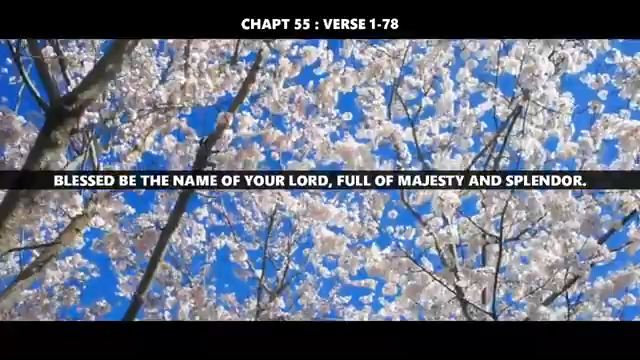 CHAPT 55 : VERSE 1-78
BLESSED BE THE NAME OF YOUR LORD, FULL OF MAJESTY AND SPLENDOR.